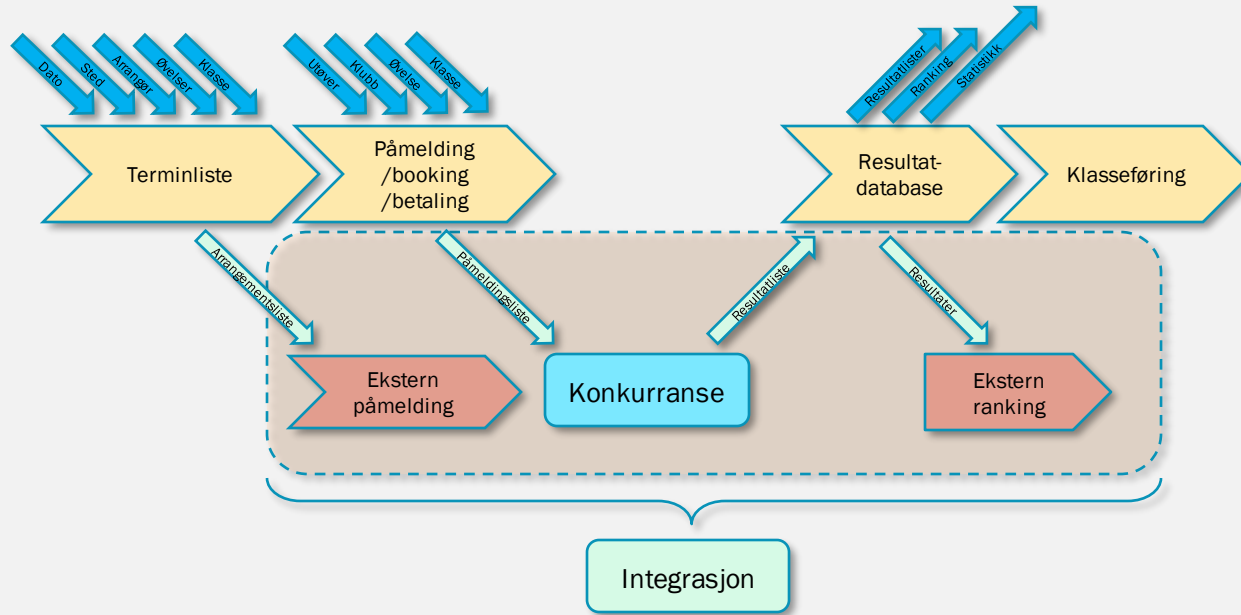 Dato
Sted
Arrangør
Øvelser
Klasse
Utøver
Klubb
Øvelse
Klasse
Resultatlister
Ranking
Statistikk
Terminliste
Påmelding
/booking
/betaling
Resultat-
database
Klasseføring
Arrangementsliste
Påmeldingsliste
Resultatliste
Resultater
Ekstern
påmelding
Konkurranse
Ekstern
ranking
Integrasjon